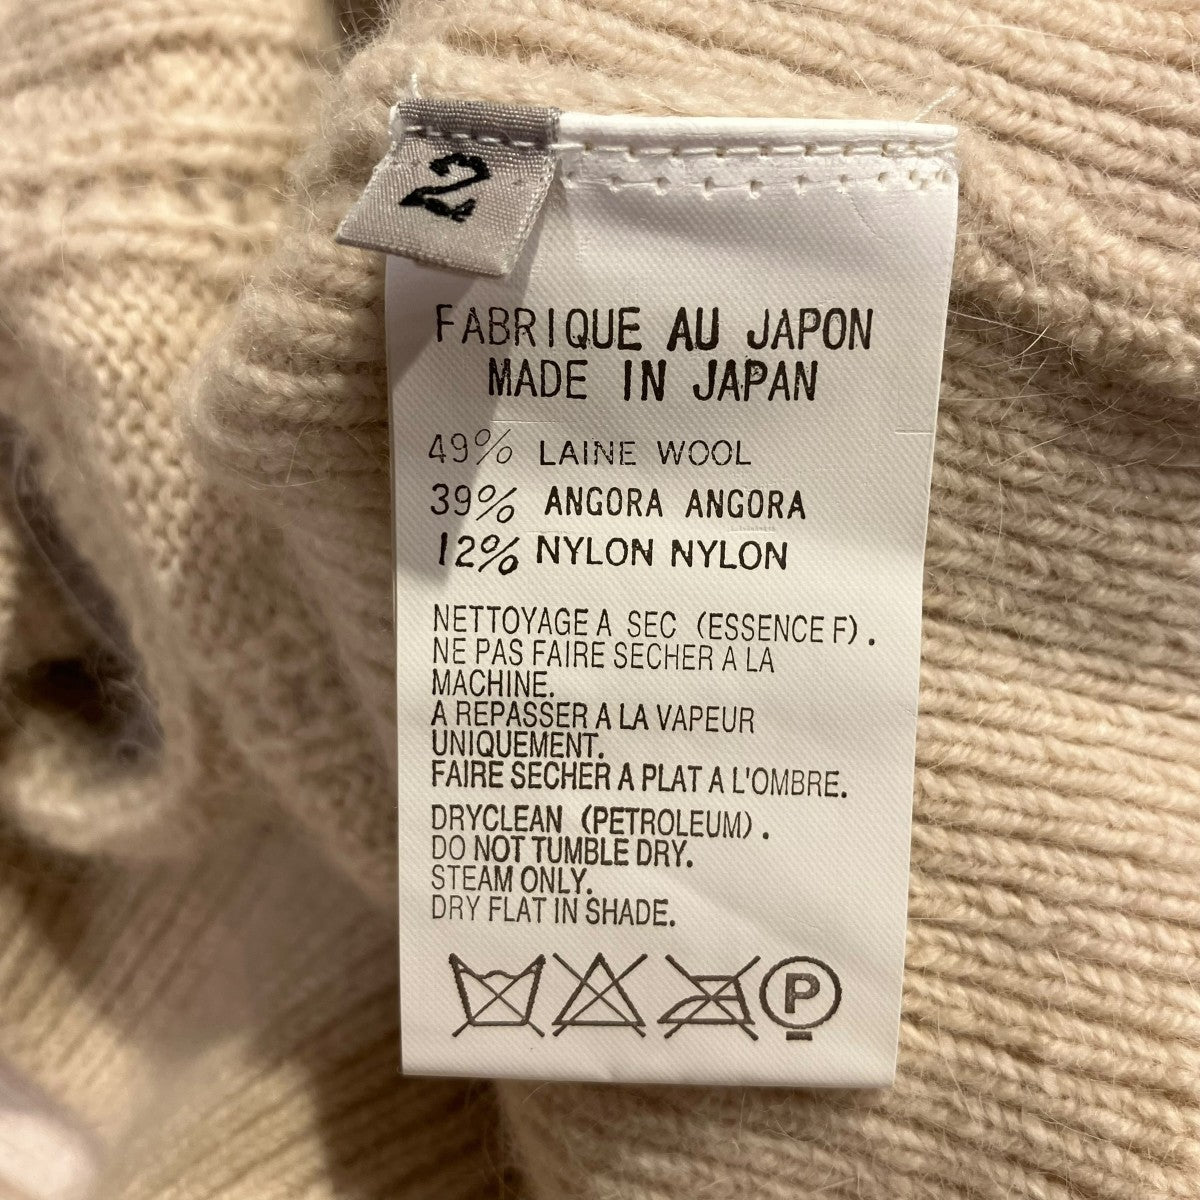 2
FABRIQUE AU JAPON
MADE IN JAPAN
49% LAINE WOOL
39% ANGORA ANGORA
12% NYLON NYLON
NETTOYAGE A SEC (ESSENCE F).
NE PAS FAIRE SECHER A LA
MACHINE.
A REPASSER A LA VAPEUR
UNIQUEMENT.
FAIRE SECHER A PLAT A L'OMBRE.
DRYCLEAN (PETROLEUM).
DO NOT TUMBLE DRY.
STEAM ONLY.
DRY FLAT IN SHADE.
P